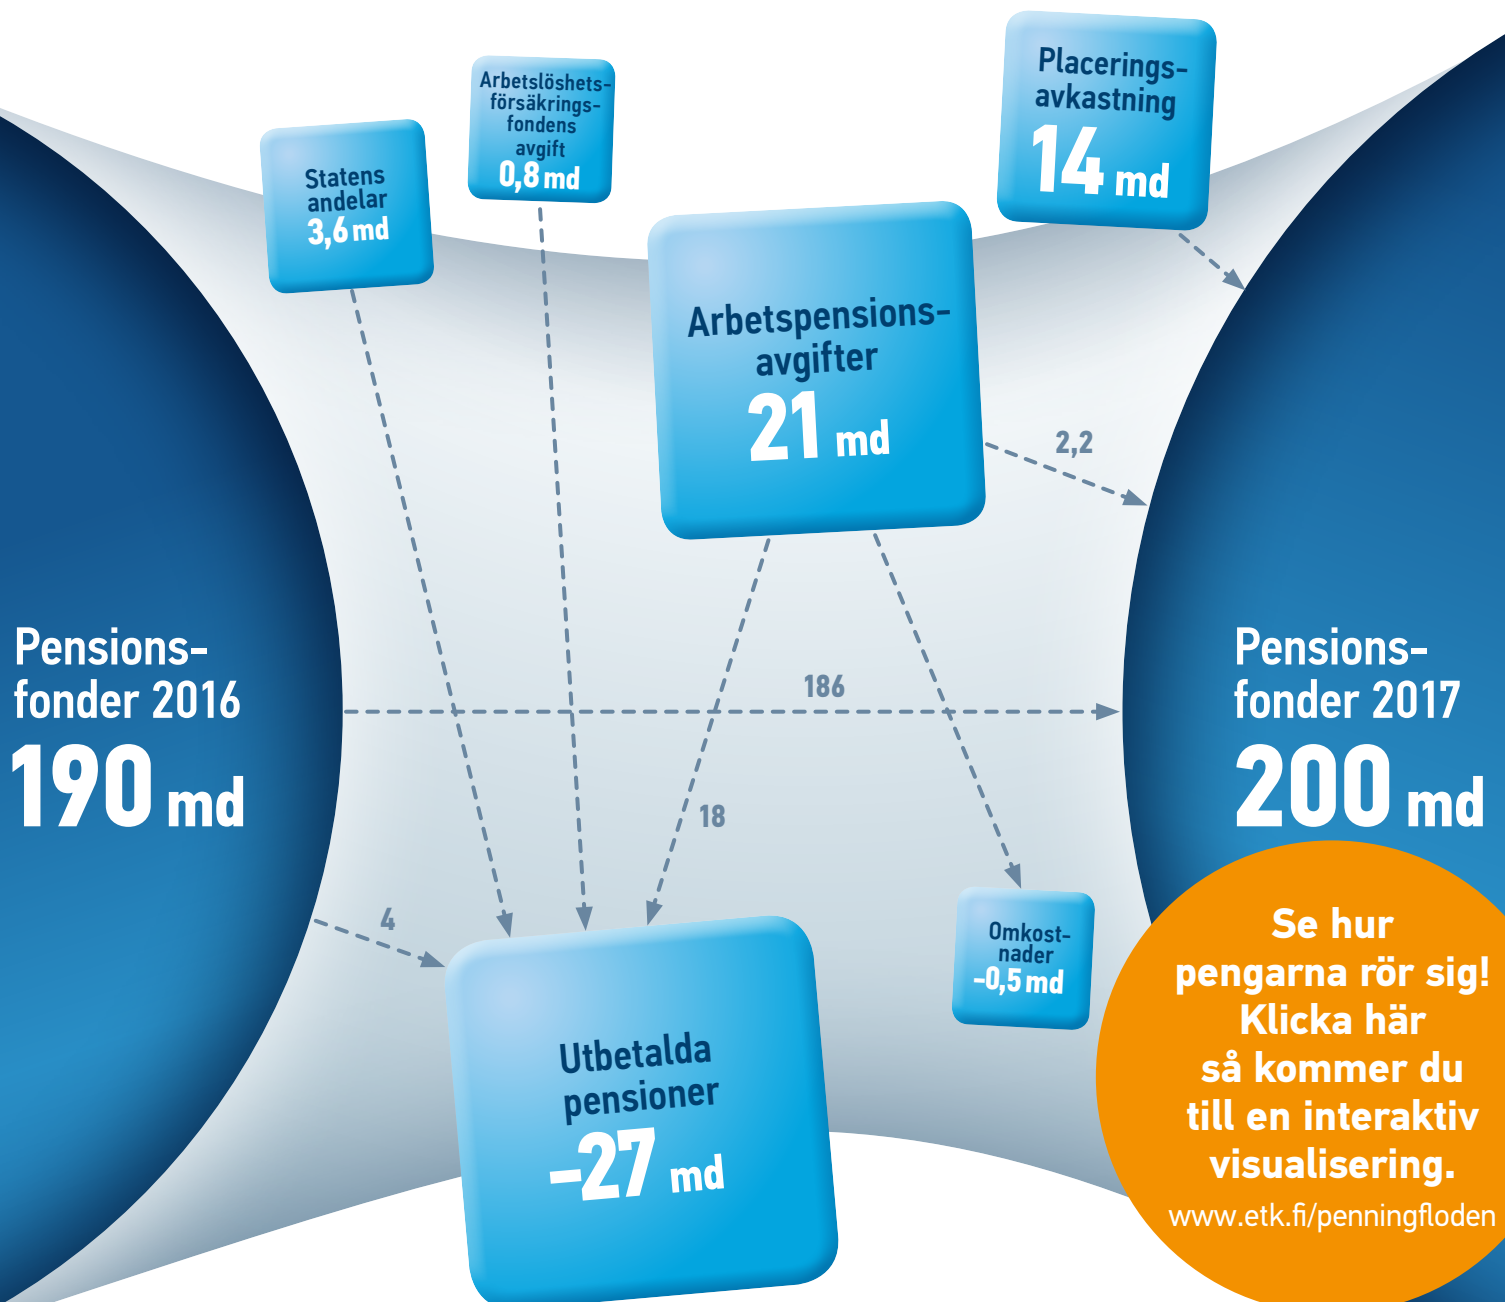 Arbetslöshets-
försäkrings-
fondens
avgift
0,8 md
Placerings-
avkastning
14 md
Statens
andelar
3,6 md
Arbetspensions-
avgifter
21 md
2,2
Pensions-
fonder 2016
190 md
186
Pensions-
fonder 2017
200 md
18
4
Omkost-
nader
–0,5 md
Utbetalda
pensioner
–27 md
Se hur
pengarna rör sig!
Klicka här
så kommer du
till en interaktiv
visualisering.
www.etk.fi/penningfloden